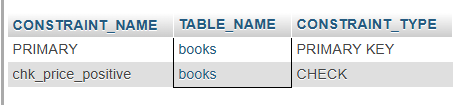 CONSTRAINT_NAME TABLE_NAME CONSTRAINT_TYPE
PRIMARY books PRIMARY KEY
chk_price_positive books CHECK